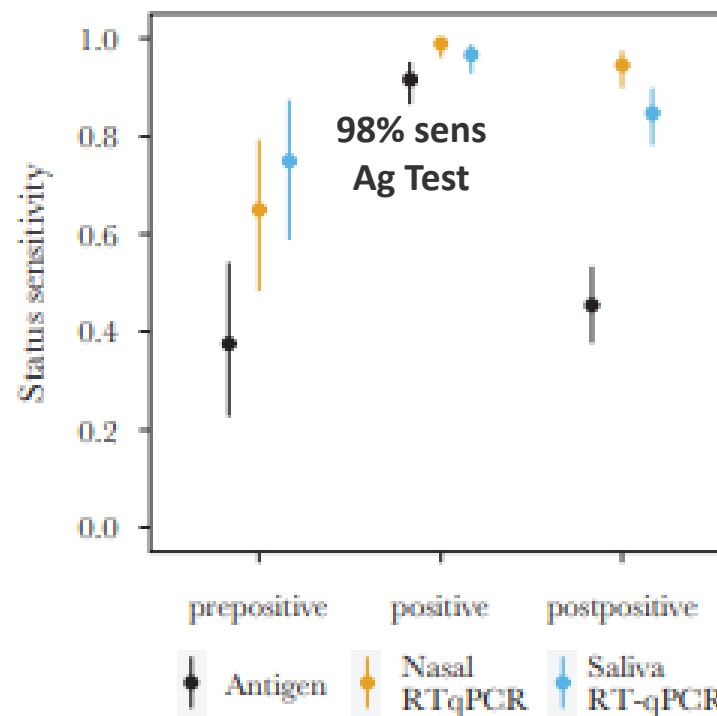 Status sensitivity
1.0
0.8
0.6
0.4
0.2
0.0
98% sens
Ag Test
prepositive positive postpositive
Antigen
Nasal
RTqPCR
Saliva
RT-qPCR